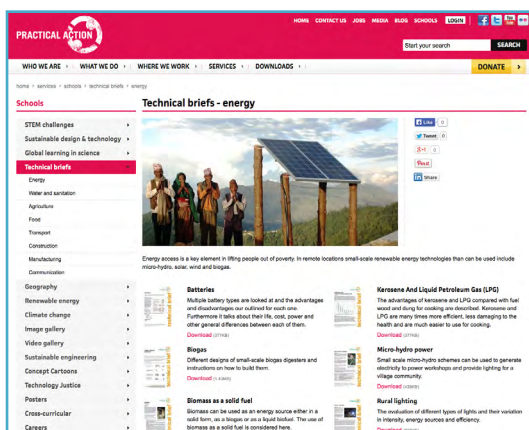 HOME CONTACT US JOBS MEDIA BLOG SCHOOLS LOGIN
PRACTICAL ACTION
Start your search SEARCH
WHO WE ARE WHAT WE DO WHERE WE WORK SERVICES DOWNLOADS DONATE
home > services > schools > technical briefs > energy
Schools
STEM challenges
Sustainable design & technology
Global learning in science
Technical briefs
Energy
Water and sanitation
Agriculture
Food
Transport
Construction
Manufacturing
Communication
Geography
Renewable energy
Climate change
Image gallery
Video gallery
Sustainable engineering
Concept Cartoons
Technology Justice
Posters
Cross-curricular
Careers
Technical briefs - energy
Like 0
Tweet 0
+1 0
Pin it
Share
Energy access is a key element in lifting people out of poverty. In remote locations small-scale renewable energy technologies than can be used include
micro-hydro, solar, wind and biogas.
Batteries
Multiple battery types are looked at and the advantages
and disadvantages our outlined for each one.
Furthermore it talks about their life, cost, power and
other general differences between each of them.
Download
Biogas
Different designs of small-scale biogas digesters and
instructions on how to build them.
Download
Biomass as a solid fuel
Biomass can be used as an energy source either in a
solid form, as a biogas or as a liquid biofuel. The use of
biomass as a solid fuel is considered here.
Kerosene And Liquid Petroleum Gas (LPG)
The advantages of kerosene and LPG compared with fuel
wood and dung for cooking are described. Kerosene and
LPG are many times more efficient, less damaging to the
health and are much easier to use for cooking.
Download
Micro-hydro power
Small scale micro-hydro schemes can be used to generate
electricity to power workshops and provide lighting for a
village community.
Download
Rural lighting
The evaluation of different types of lights and their variation
in intensity, energy sources and efficiency.